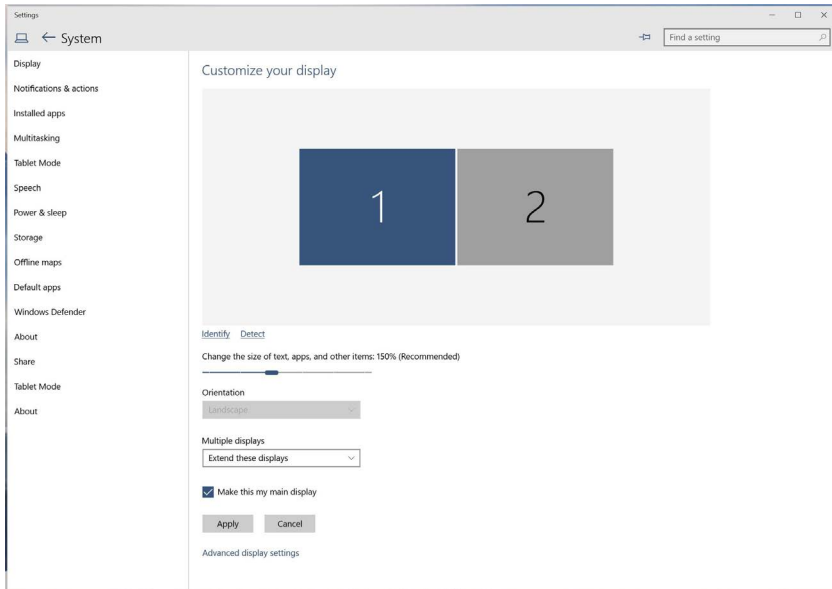 Settings
System
Find a setting
Display
Notifications & actions
Installed apps
Multitasking
Tablet Mode
Speech
Power & sleep
Storage
Offline maps
Default apps
Windows Defender
About
Share
Tablet Mode
About
Customize your display
1 2
Identify Detect
Change the size of text, apps, and other items: 150% (Recommended)
Orientation
Landscape
Multiple displays
Extend these displays
Make this my main display
Apply Cancel
Advanced display settings